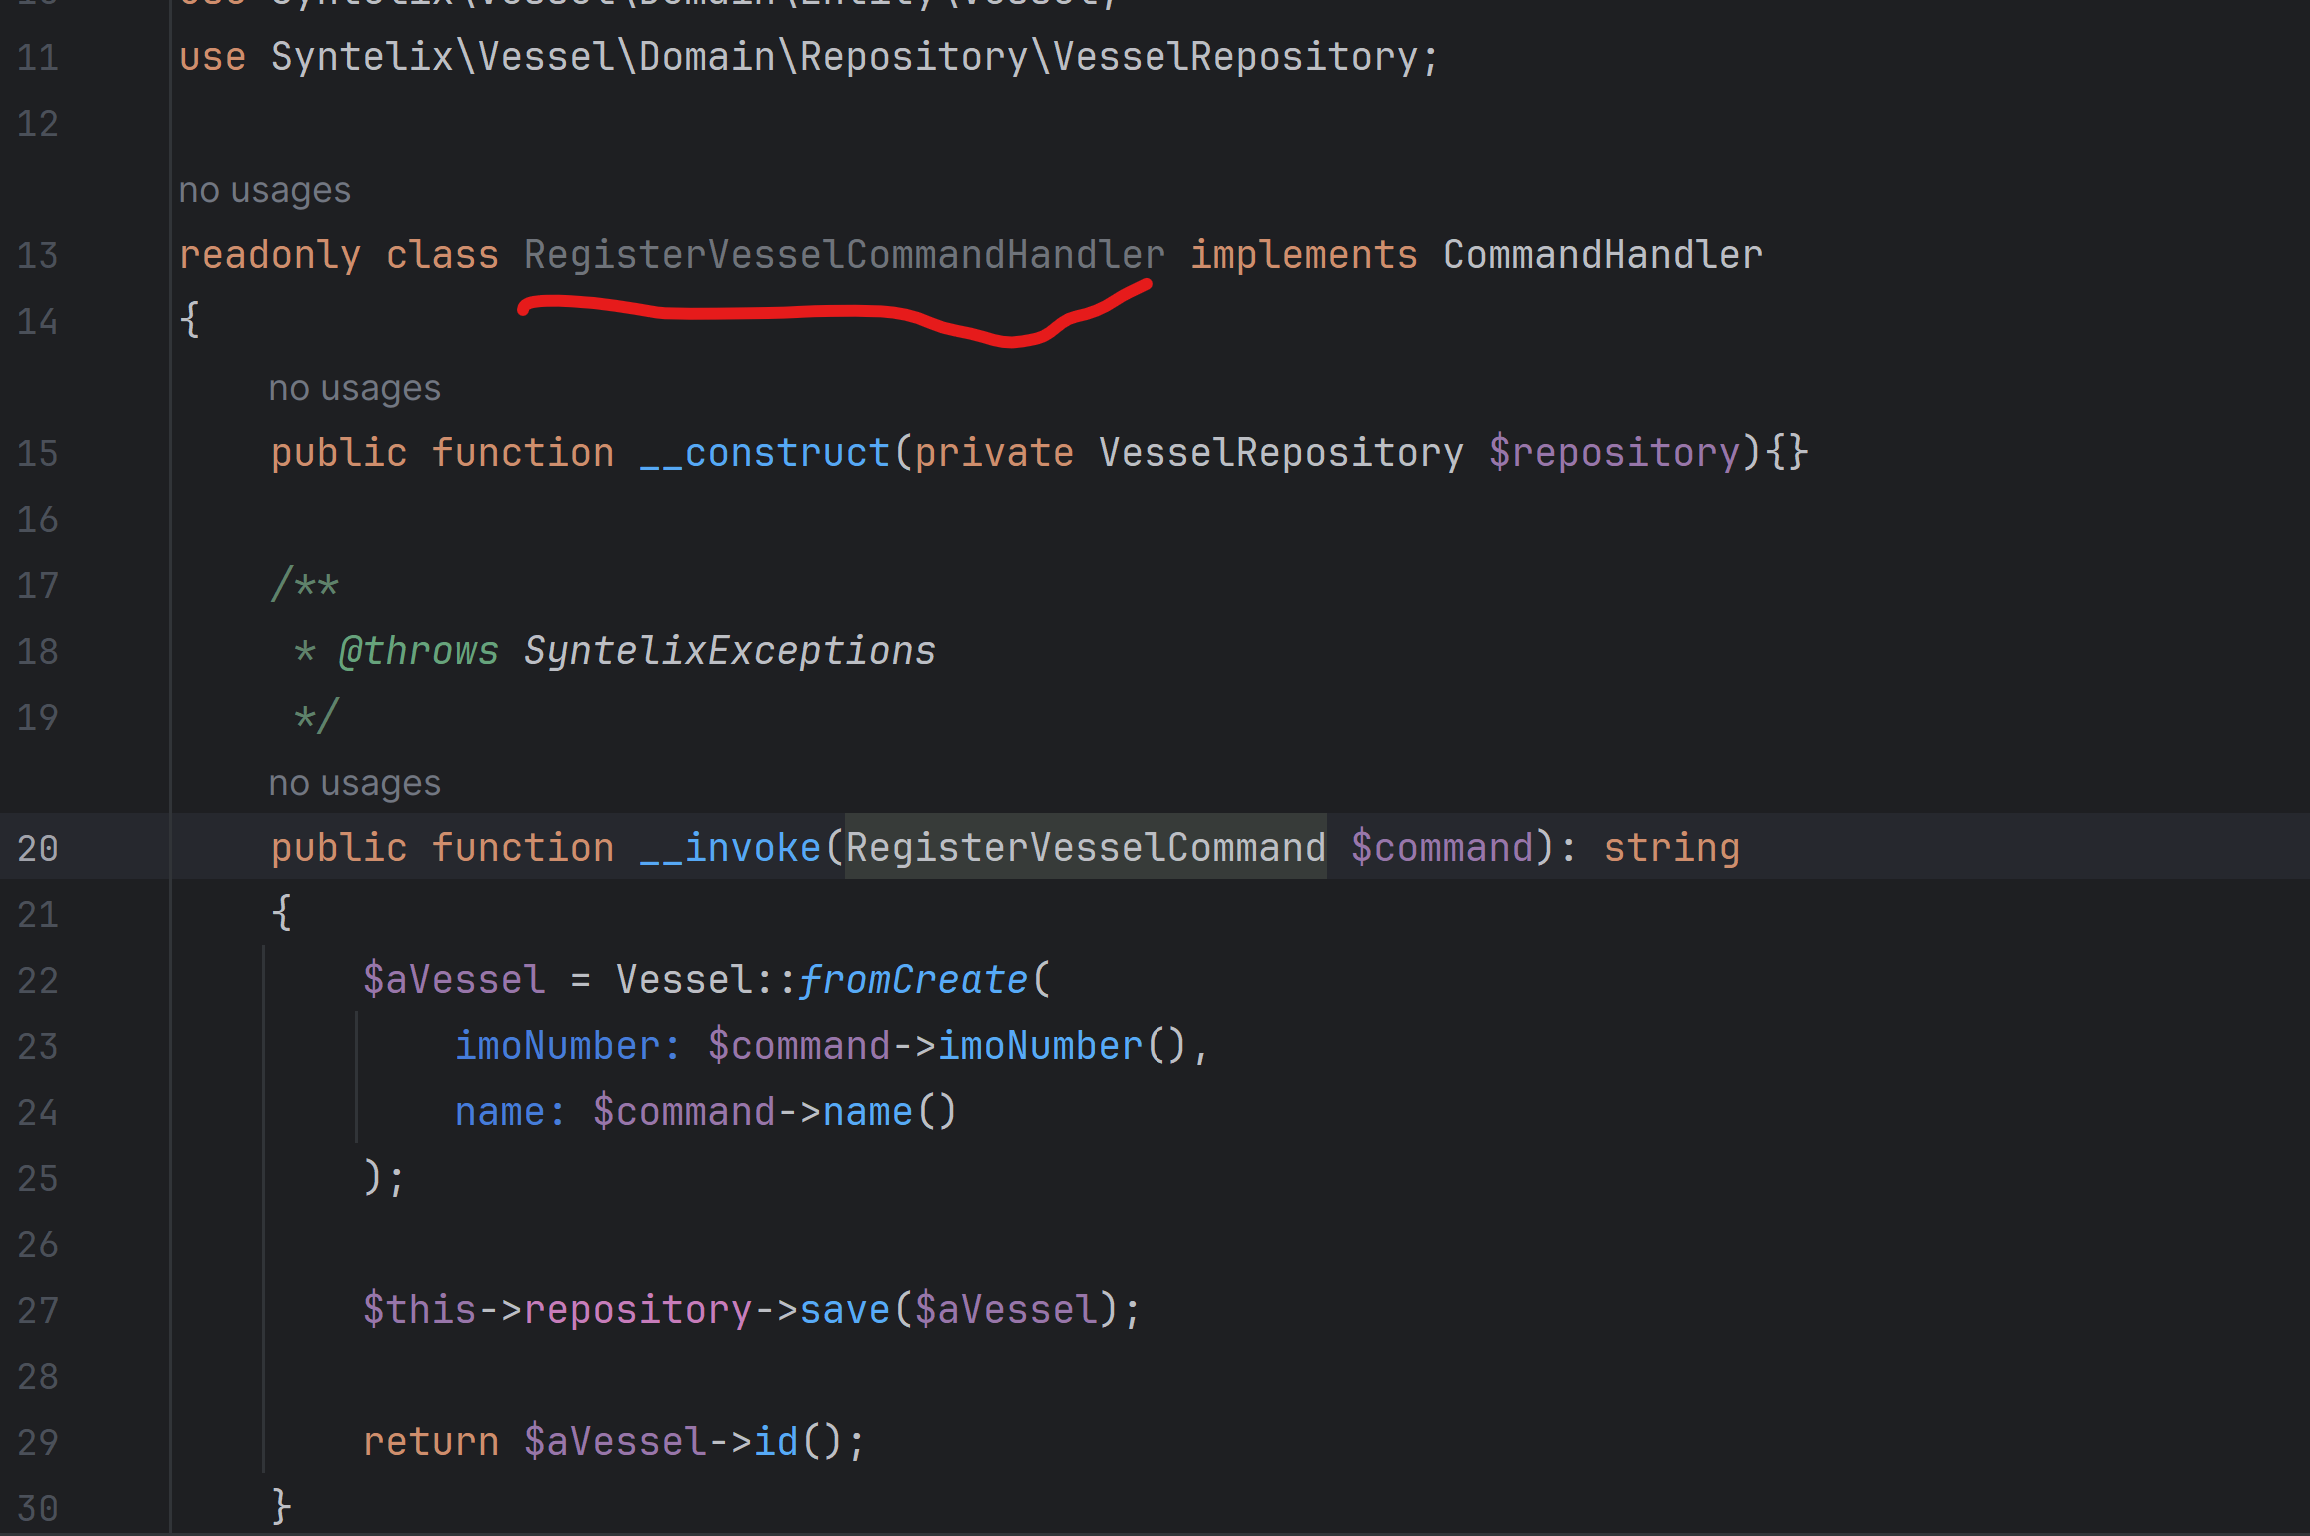 use Syntelix\Vessel\Domain\Entity\Vessel;
11 use Syntelix\Vessel\Domain\Repository\VesselRepository;
12
no usages
13 readonly class RegisterVesselCommandHandler implements CommandHandler
14 {
no usages
15 public function __construct(private VesselRepository $repository){}
16
17 /**
18 * @throws SyntelixExceptions
19 */
no usages
20 public function __invoke(RegisterVesselCommand $command): string
21 {
22 $aVessel = Vessel::fromCreate(
23 imoNumber: $command->imoNumber(),
24 name: $command->name()
25 );
26
27 $this->repository->save($aVessel);
28
29 return $aVessel->id();
30 }